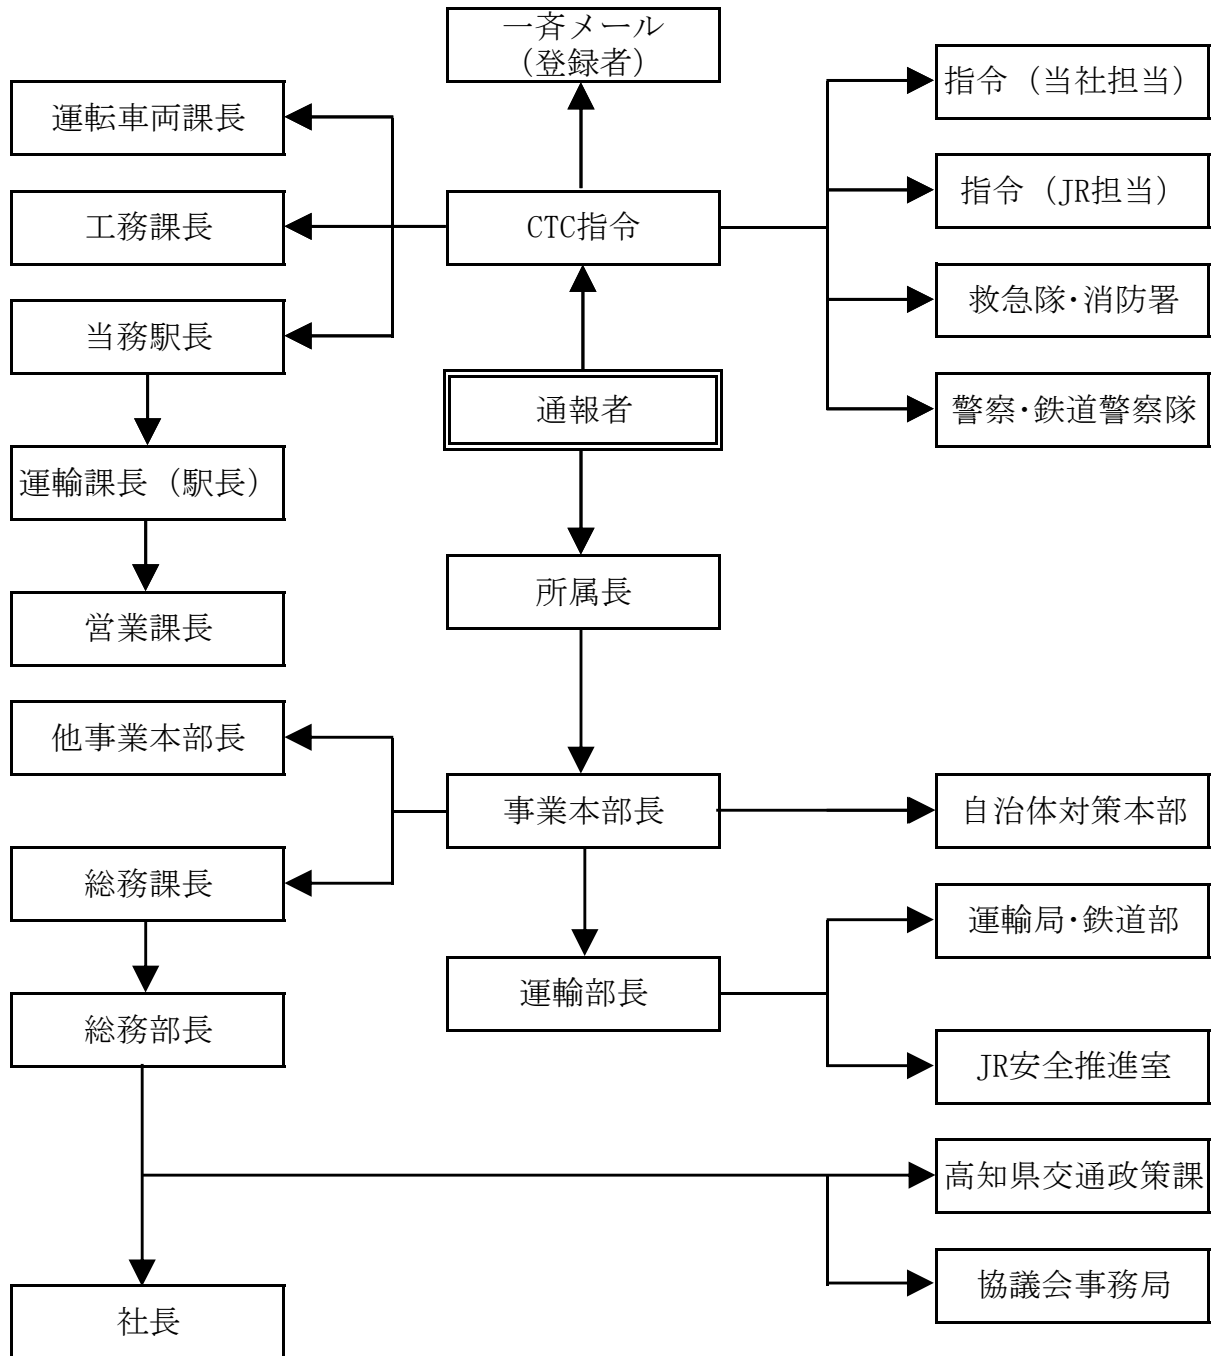 一斉メール
（登録者）
指令（当社担当）
運転車両課長
指令（JR担当）
工務課長
CTC指令
救急隊・消防署
当務駅長
通報者
警察・鉄道警察隊
運輸課長（駅長）
所属長
営業課長
他事業本部長
事業本部長
自治体対策本部
総務課長
運輸局・鉄道部
運輸部長
総務部長
JR安全推進室
高知県交通政策課
協議会事務局
社長